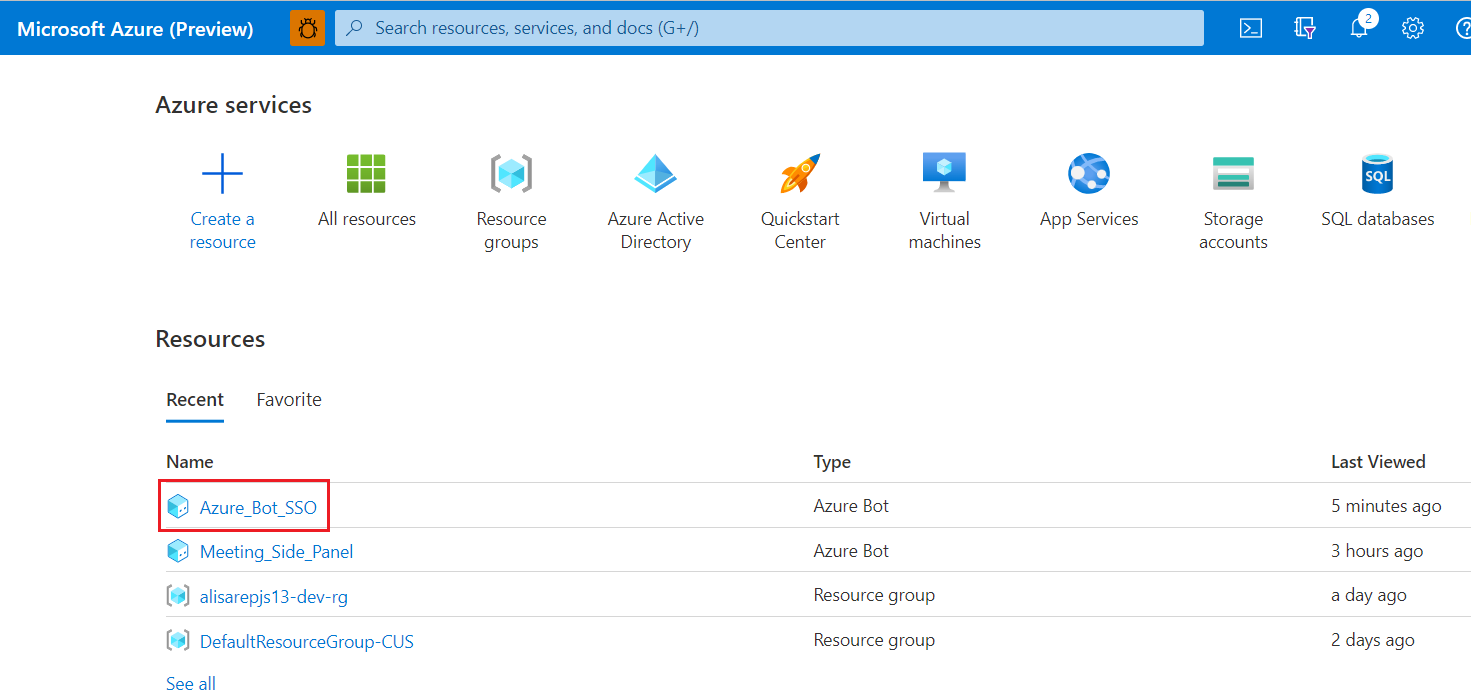 Microsoft Azure (Preview)
Search resources, services, and docs (G+/)
2
Azure services
Create a resource
All resources
Resource groups
Azure Active Directory
Quickstart Center
Virtual machines
App Services
Storage accounts
SQL
SQL databases
Resources
Recent Favorite
Name Type Last Viewed
Azure_Bot_SSO Azure Bot 5 minutes ago
Meeting_Side_Panel Azure Bot 3 hours ago
alisarepjs13-dev-rg Resource group a day ago
DefaultResourceGroup-CUS Resource group 2 days ago
See all